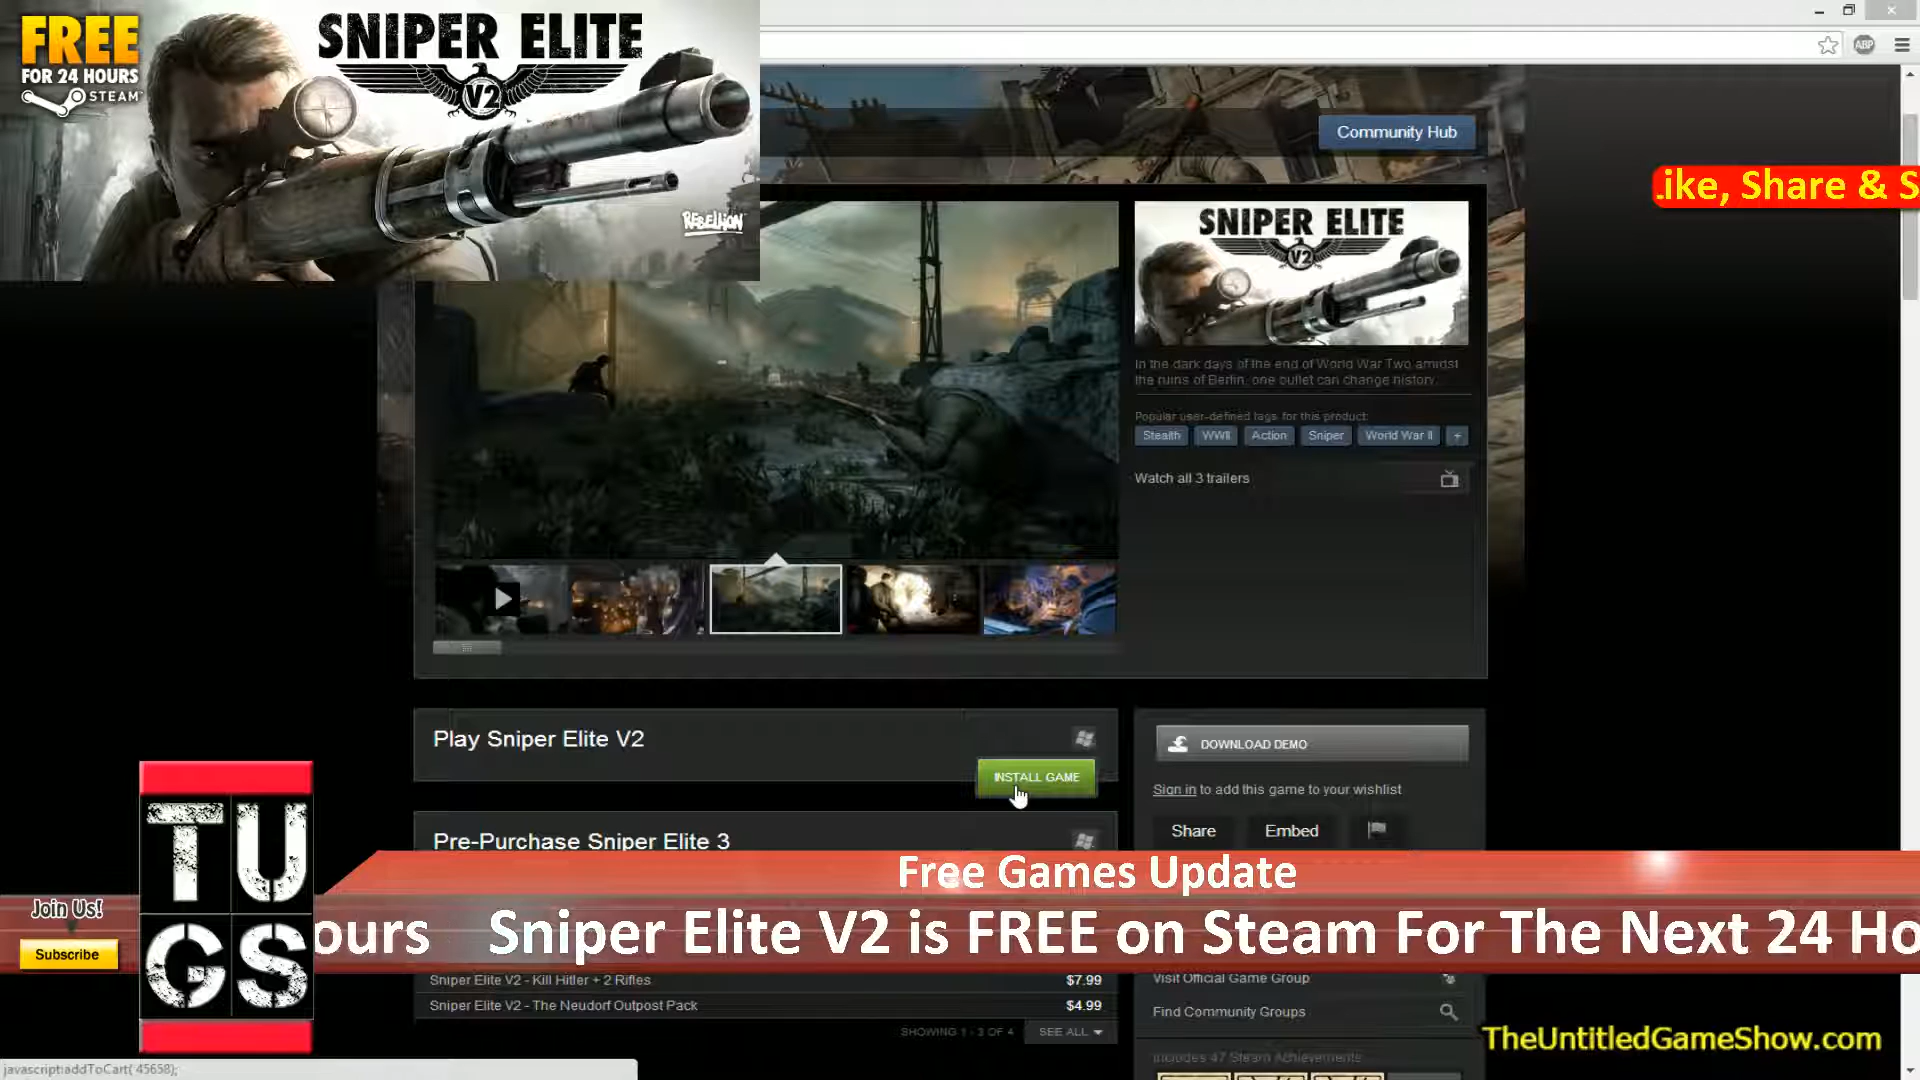 FREE
FOR 24 HOURS
STEAM
SNIPER ELITE
V2
REBELLION
ABP
Community Hub
.ike, Share & S
SNIPER ELITE
V2
In the dark days of the end of World War Two amidst
the ruins of Berlin, one bullet can change history.
Popular user-defined tags for this product:
Stealth WWII Action Sniper World War II +
Watch all 3 trailers
Play Sniper Elite V2
INSTALL GAME
DOWNLOAD DEMO
Sign in to add this game to your wishlist
Share Embed
Pre-Purchase Sniper Elite 3
Free Games Update
Join Us!
Subscribe
TU
GS
ours Sniper Elite V2 is FREE on Steam For The Next 24 Ho
Sniper Elite V2 - Kill Hitler + 2 Rifles $7.99
Sniper Elite V2 - The Neudorf Outpost Pack $4.99
SHOWING 1 - 3 OF 4 SEE ALL
Visit Official Game Group
Find Community Groups
Includes 47 Steam Achievements
TheUntitledGameShow.com
javascript:addToCart( 45658);